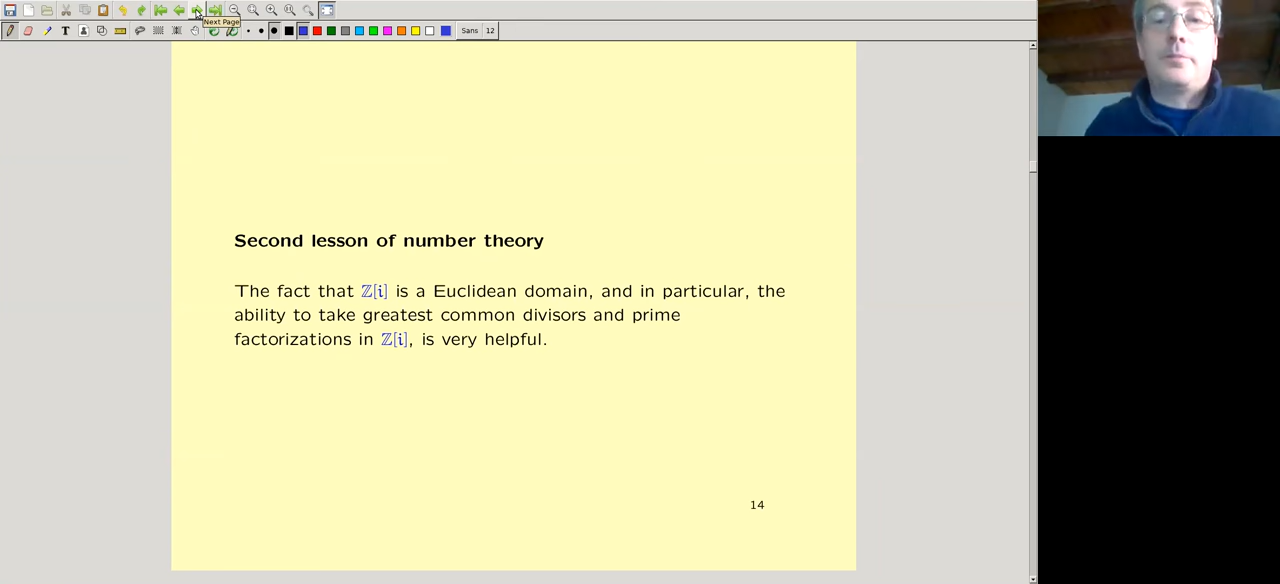 Next Page
Sans 12
Second lesson of number theory
The fact that ℤ[i] is a Euclidean domain, and in particular, the
ability to take greatest common divisors and prime
factorizations in ℤ[i], is very helpful.
14